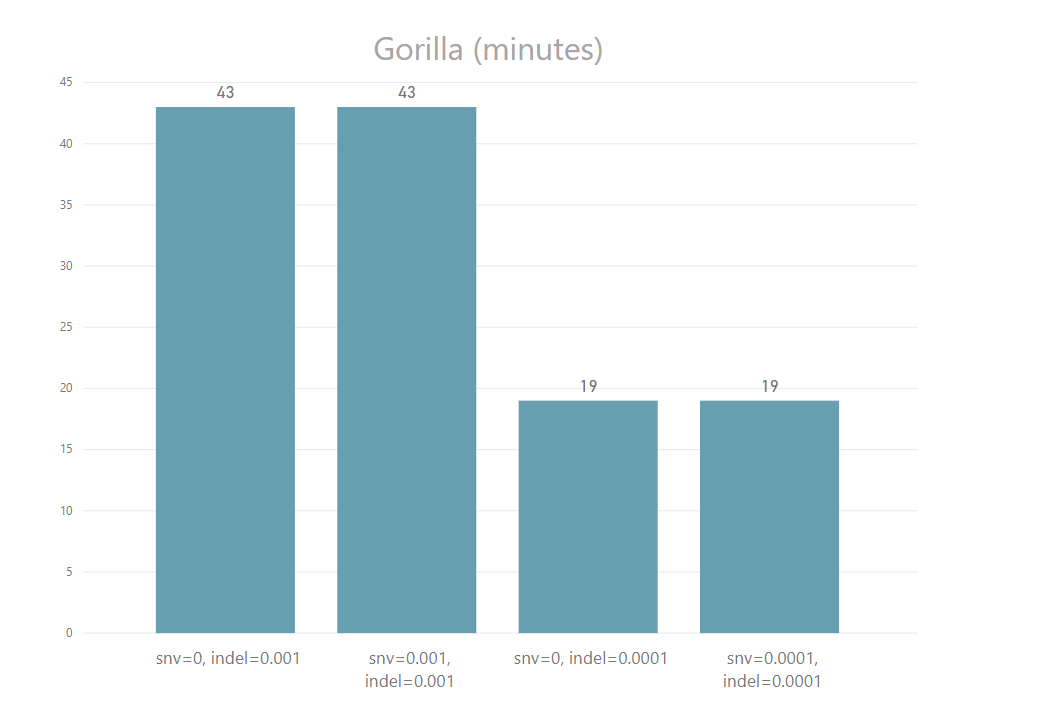 Gorilla (minutes)
45
43
43
40
35
30
25
20
19
19
15
10
5
0
snv=0, indel=0.001
snv=0.001,
indel=0.001
snv=0, indel=0.0001
snv=0.0001,
indel=0.0001